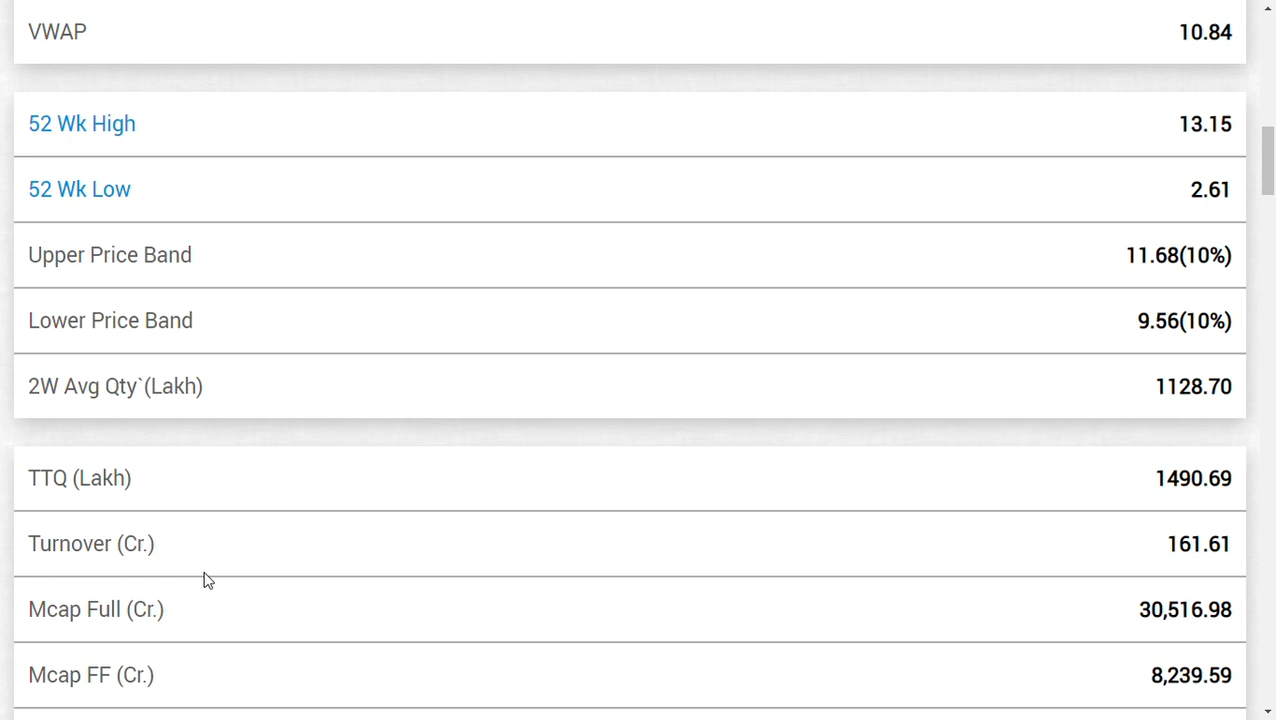 VWAP 10.84
52 Wk High 13.15
52 Wk Low 2.61
Upper Price Band 11.68(10%)
Lower Price Band 9.56(10%)
2W Avg Qty`(Lakh) 1128.70
TTQ (Lakh) 1490.69
Turnover (Cr.) 161.61
Mcap Full (Cr.) 30,516.98
Mcap FF (Cr.) 8,239.59